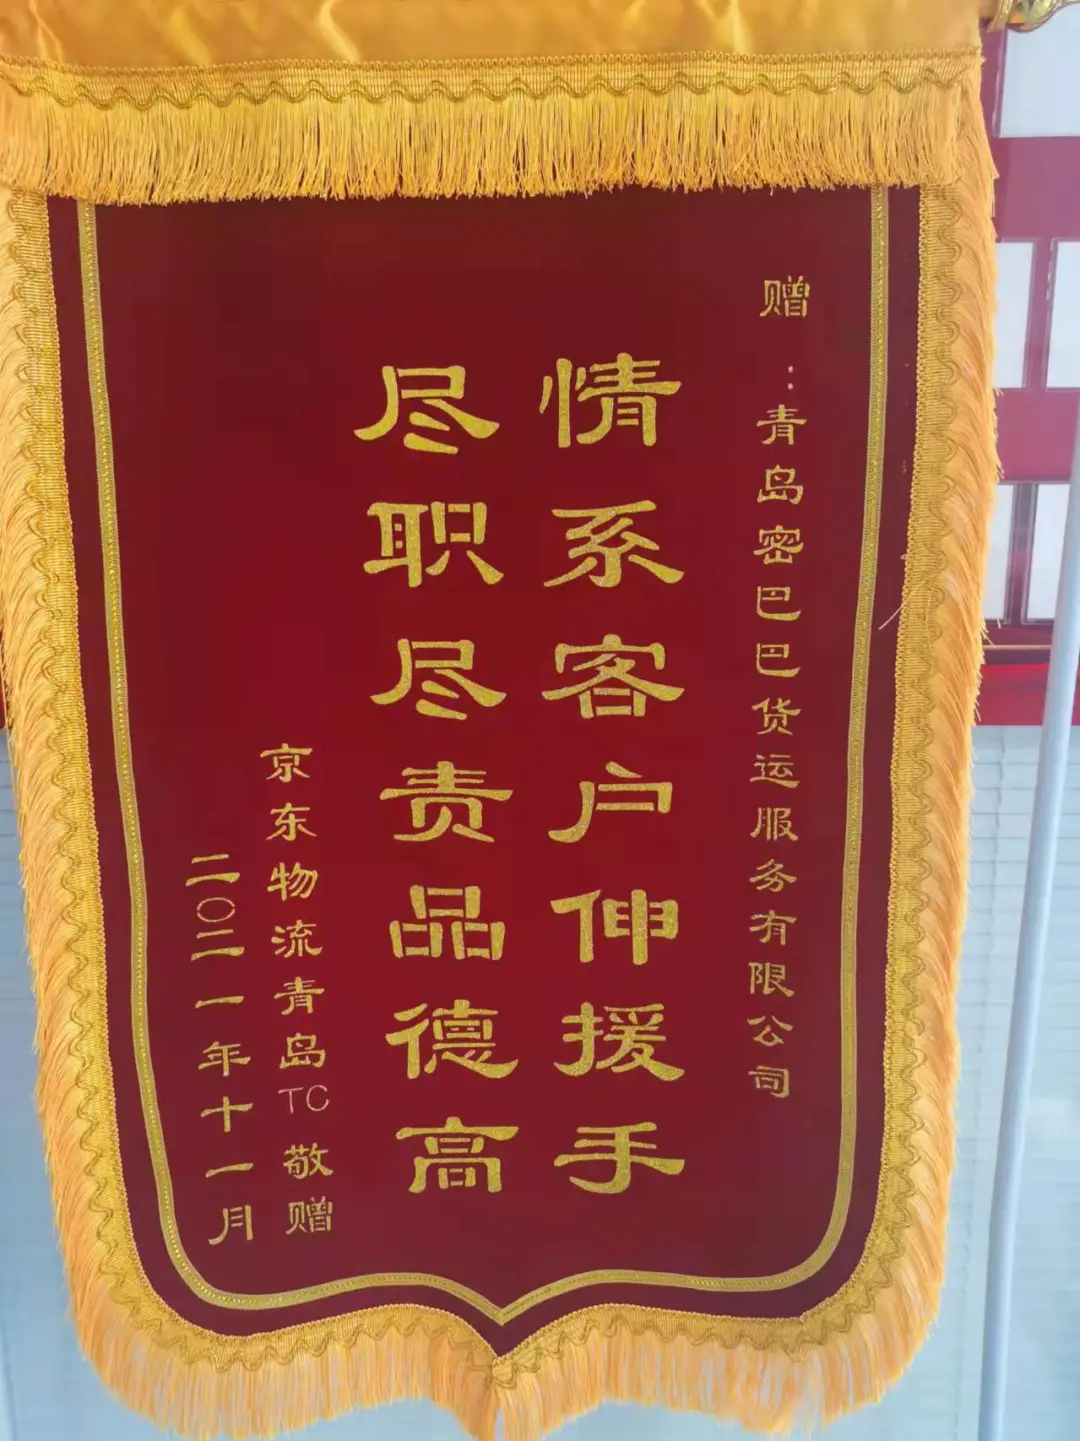 赠：青岛密巴巴货运服务有限公司
情系客户伸援手
尽职尽责品德高
京东物流青岛TC敬赠
二〇二一年十一月